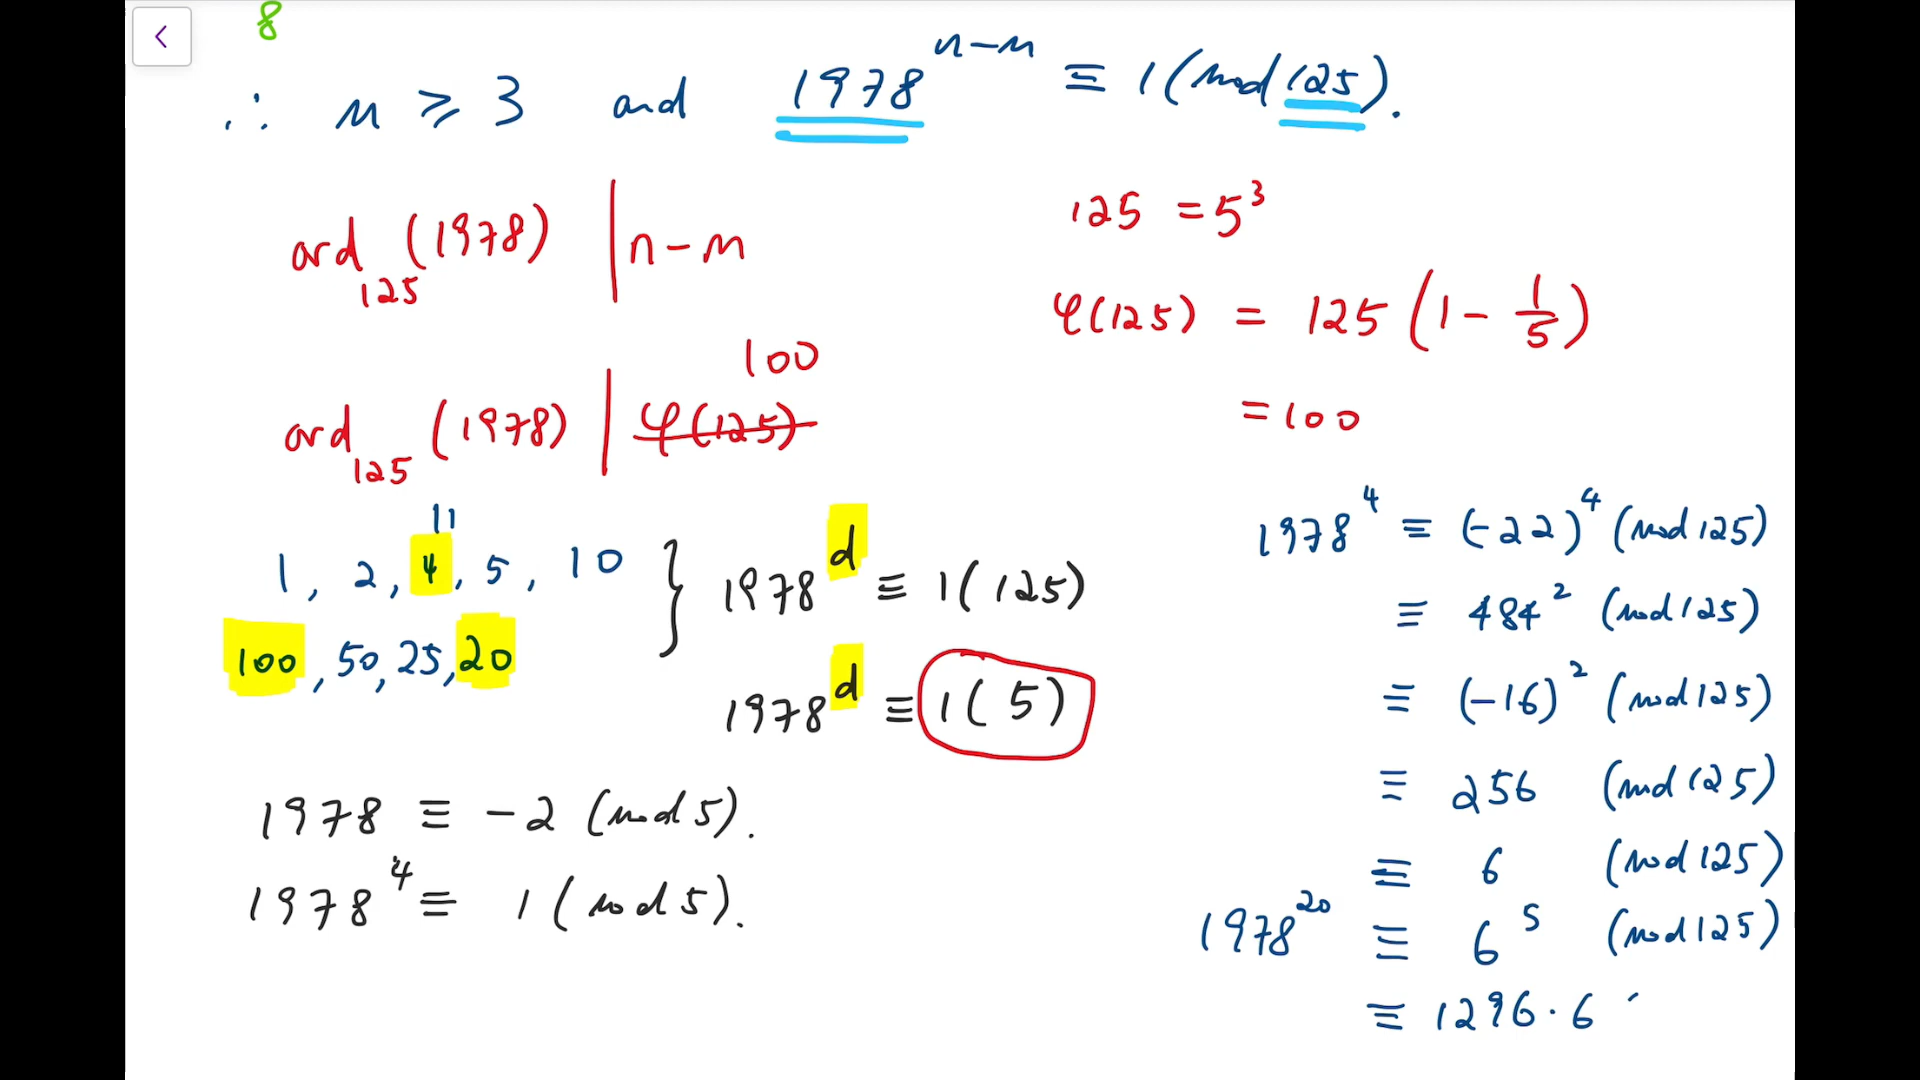 8
∴ m ⩾ 3 and 1978^(n-m) ≡ 1 (mod 125).
ord_125 (1978) | n-m
ord_125 (1978) | φ(125) 100
11
1, 2, 4, 5, 10 } 1978^d ≡ 1 (125)
100, 50, 25, 20
1978^d ≡ 1 (5)
1978 ≡ -2 (mod 5).
1978^4 ≡ 1 (mod 5).
125 = 5^3
φ(125) = 125 (1 - 1/5)
= 100
1978^4 ≡ (-22)^4 (mod 125)
≡ 484^2 (mod 125)
≡ (-16)^2 (mod 125)
≡ 256 (mod 125)
≡ 6 (mod 125)
1978^20 ≡ 6^5 (mod 125)
≡ 1296 · 6